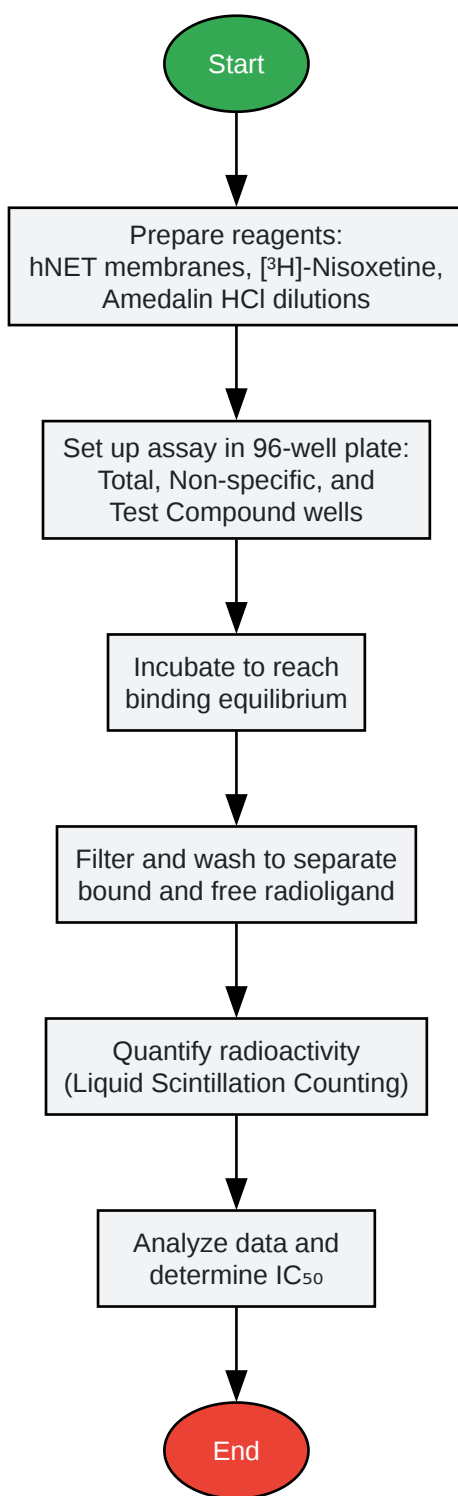 Start
Prepare reagents:
hNET membranes, [³H]-Nisoxetine,
Amedalin HCl dilutions
Set up assay in 96-well plate:
Total, Non-specific, and
Test Compound wells
Incubate to reach
binding equilibrium
Filter and wash to separate
bound and free radioligand
Quantify radioactivity
(Liquid Scintillation Counting)
Analyze data and
determine IC₅₀
End